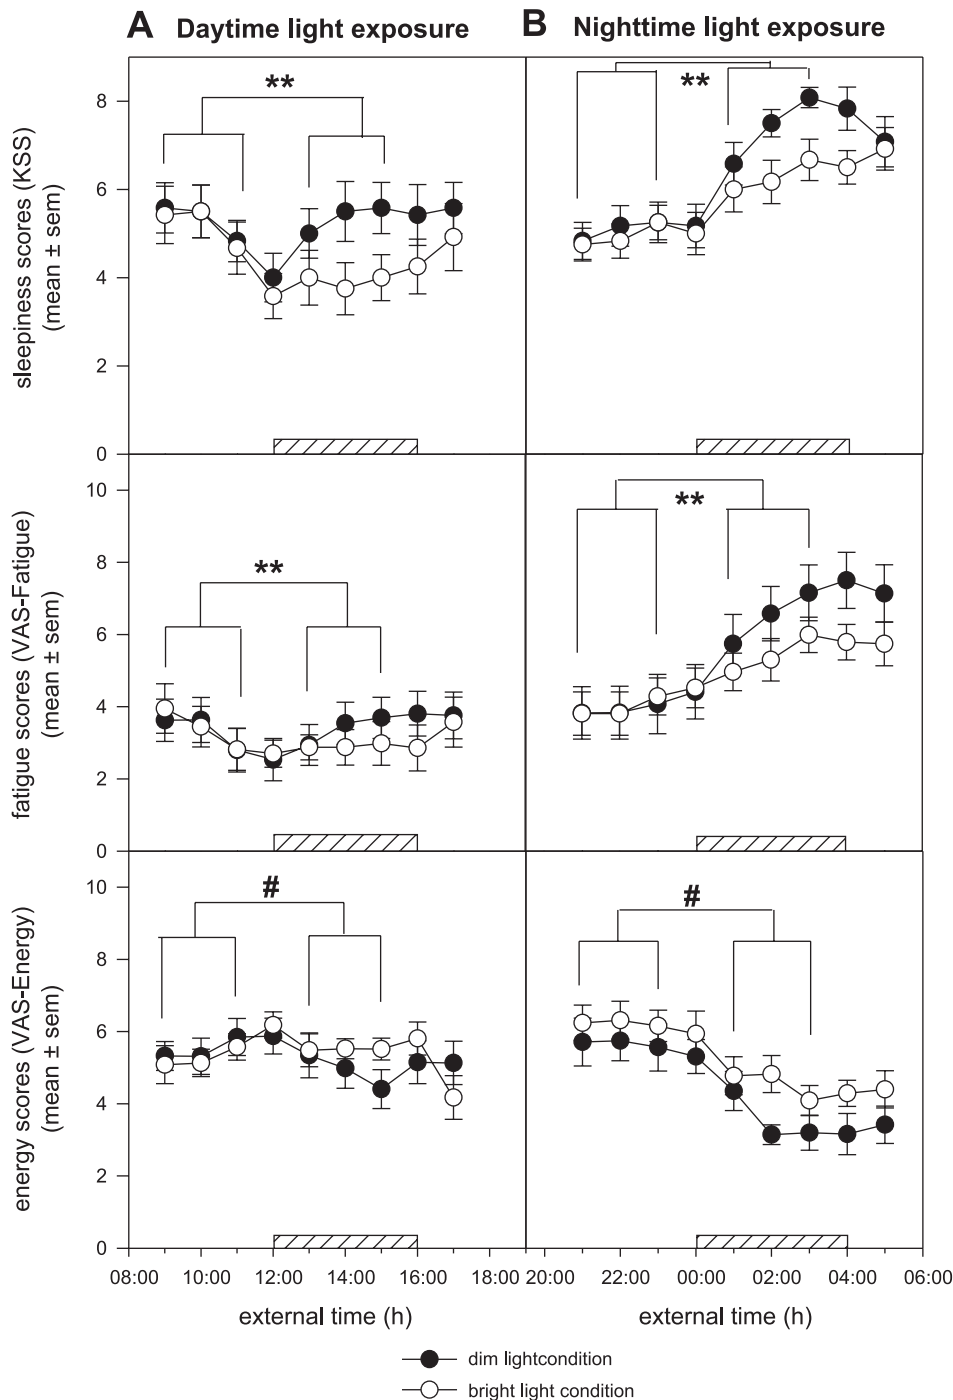 A Daytime light exposure
B Nighttime light exposure
sleepiness scores (KSS)
(mean ± sem)
8
6
4
2
0
**
**
fatigue scores (VAS-Fatigue)
(mean ± sem)
10
8
6
4
2
0
**
**
energy scores (VAS-Energy)
(mean ± sem)
10
8
6
4
2
0
#
#
08:00 10:00 12:00 14:00 16:00 18:00
20:00 22:00 00:00 02:00 04:00 06:00
external time (h)
external time (h)
dim lightcondition
bright light condition